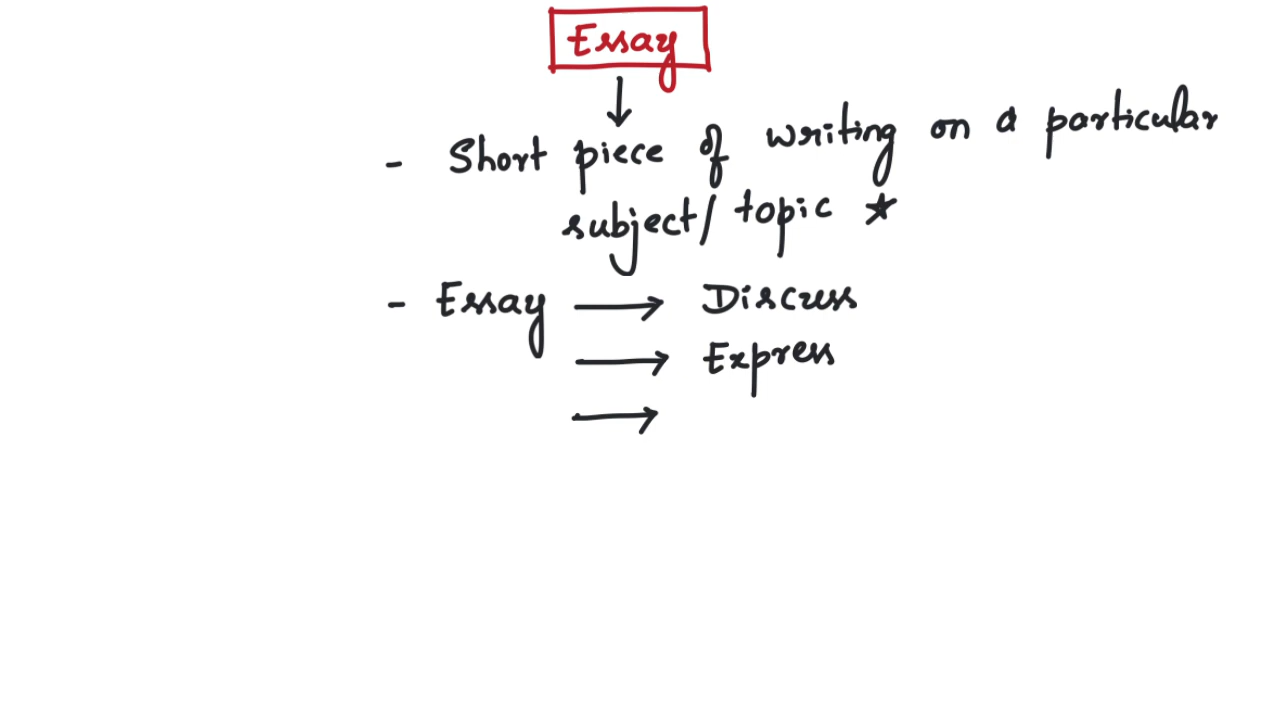 Essay
- Short piece of writing on a particular
subject/ topic ★
- Essay → Discuss
→ Express
→